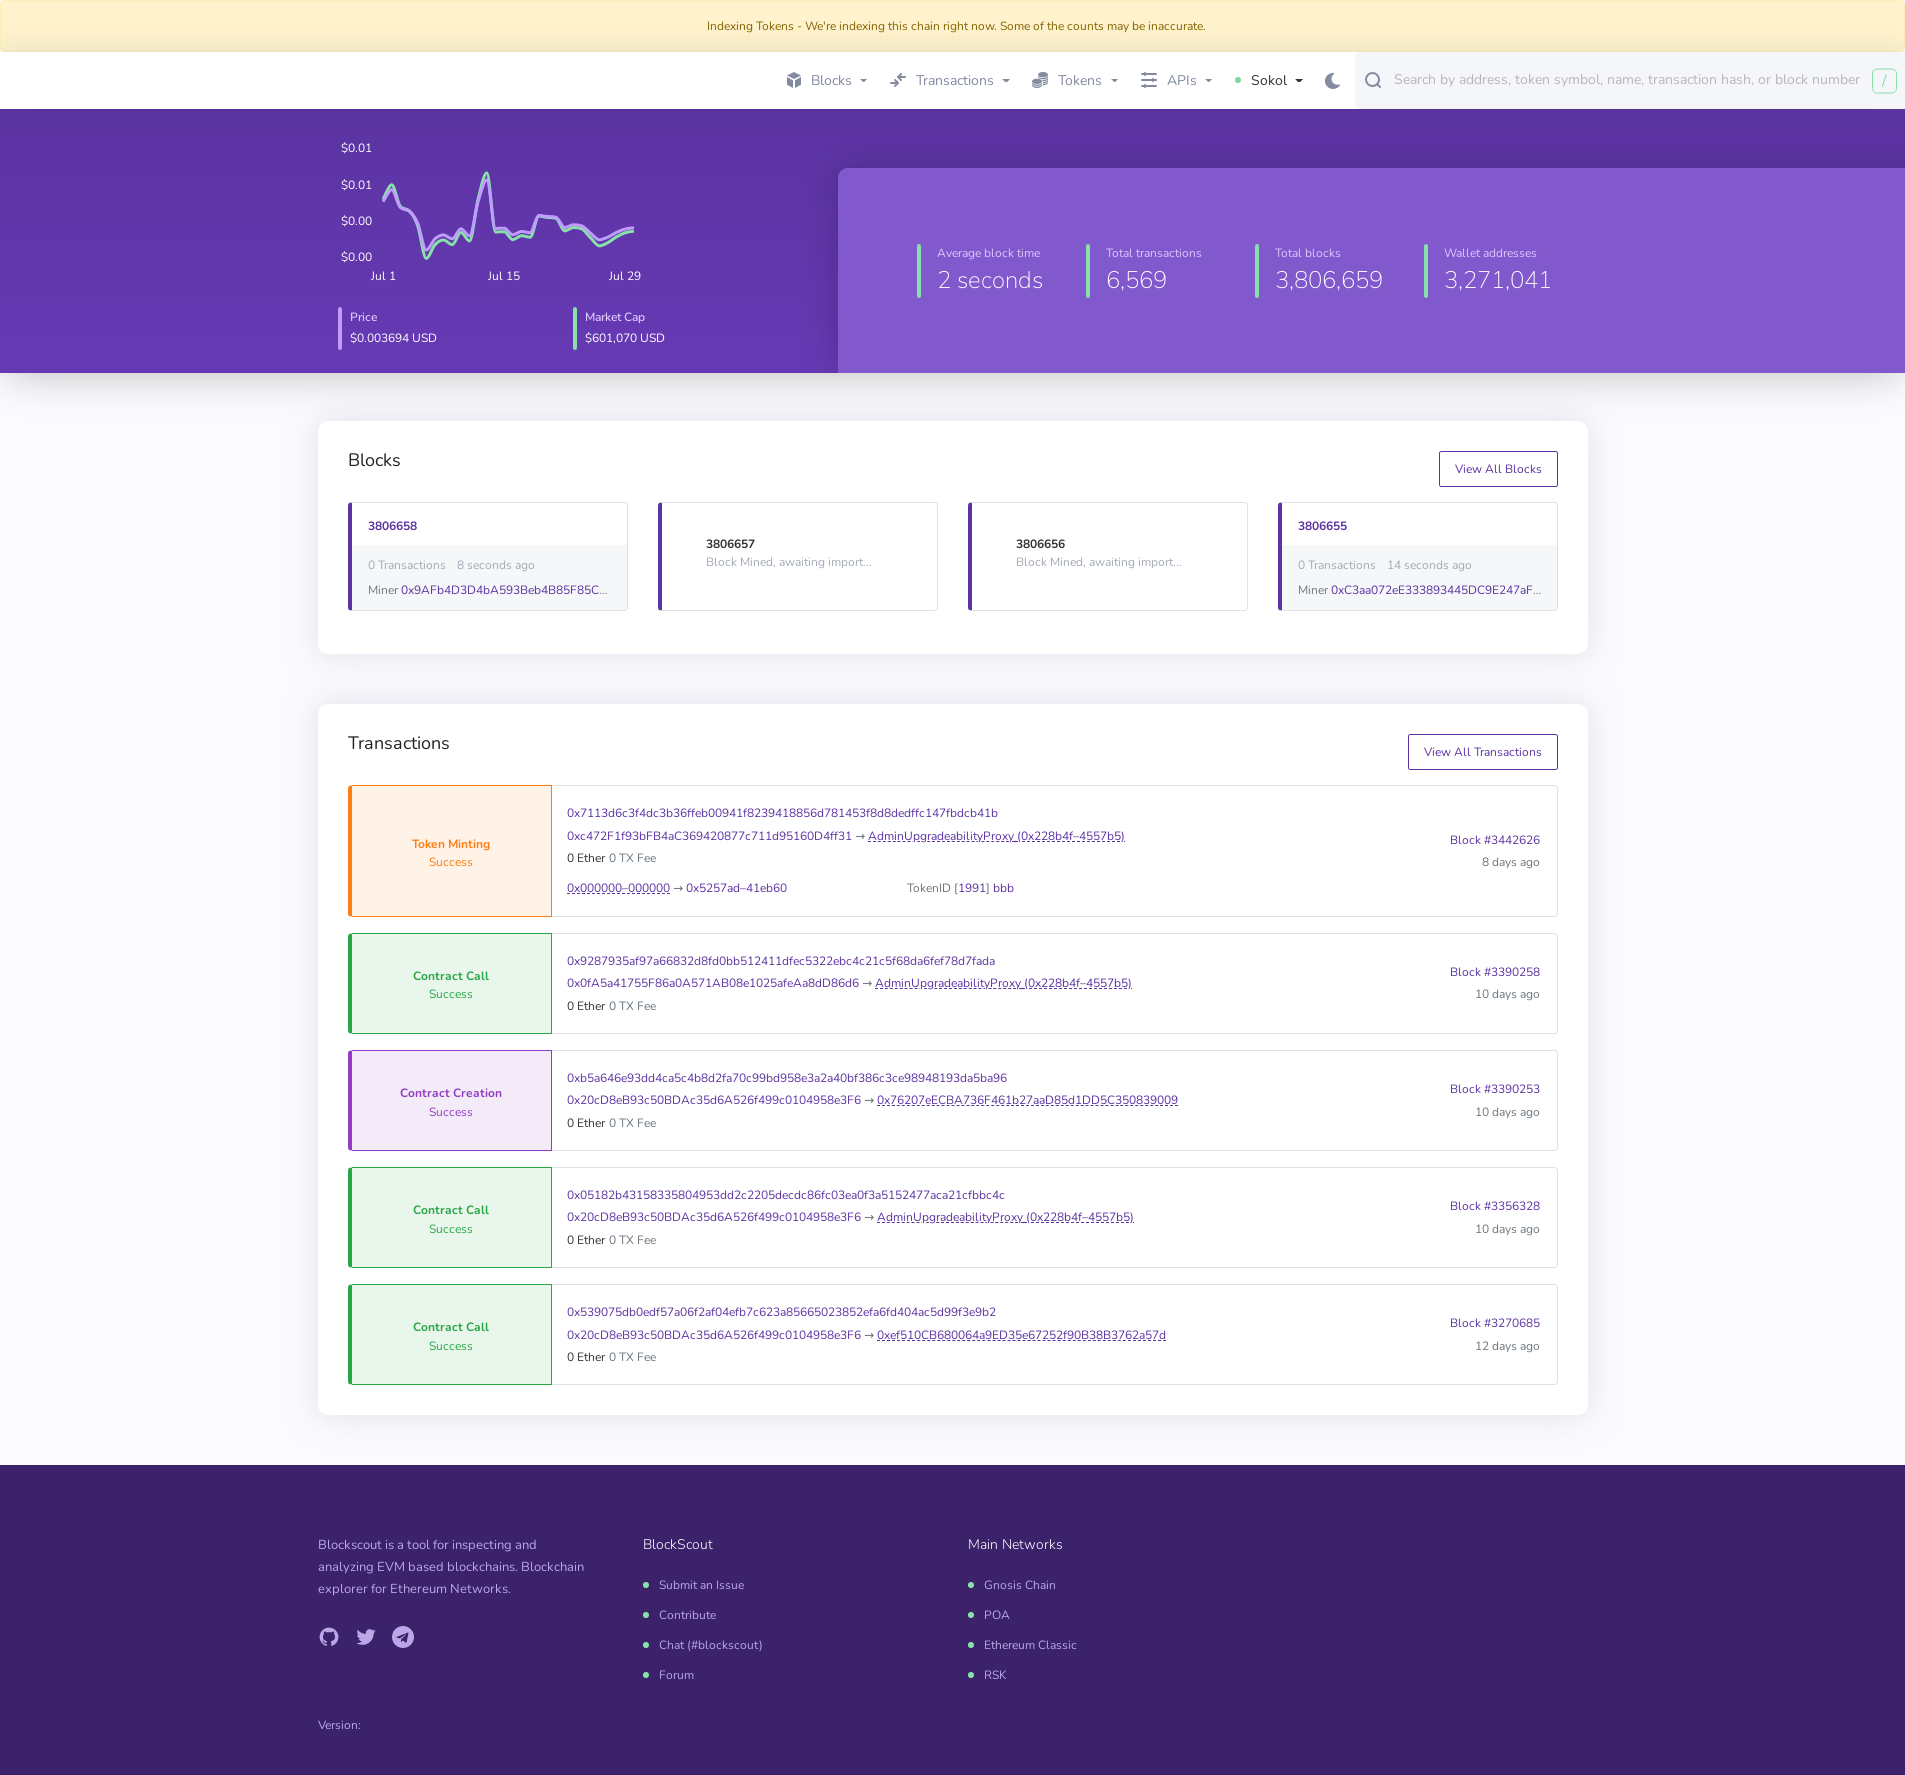 Indexing Tokens - We're indexing this chain right now. Some of the counts may be inaccurate.
Blocks
Transactions
Tokens
APIs
Sokol
Search by address, token symbol, name, transaction hash, or block number
/
$0.01
$0.01
$0.00
$0.00
Jul 1
Jul 15
Jul 29
Price
$0.003694 USD
Market Cap
$601,070 USD
Average block time
2 seconds
Total transactions
6,569
Total blocks
3,806,659
Wallet addresses
3,271,041
Blocks
View All Blocks
3806658
0 Transactions 8 seconds ago
Miner 0x9AFb4D3D4bA593Beb4B85F85C...
3806657
Block Mined, awaiting import...
3806656
Block Mined, awaiting import...
3806655
0 Transactions 14 seconds ago
Miner 0xC3aa072eE333893445DC9E247aF...
Transactions
View All Transactions
Token Minting
Success
0x7113d6c3f4dc3b36ffeb00941f8239418856d781453f8d8dedffc147fbdcb41b
0xc472F1f93bFB4aC369420877c711d95160D4ff31 → AdminUpgradeabilityProxy (0x228b4f–4557b5)
0 Ether 0 TX Fee
0x000000–000000 → 0x5257ad–41eb60
TokenID [1991] bbb
Block #3442626
8 days ago
Contract Call
Success
0x9287935af97a66832d8fd0bb512411dfec5322ebc4c21c5f68da6fef78d7fada
0x0fA5a41755F86a0A571AB08e1025afeAa8dD86d6 → AdminUpgradeabilityProxy (0x228b4f–4557b5)
0 Ether 0 TX Fee
Block #3390258
10 days ago
Contract Creation
Success
0xb5a646e93dd4ca5c4b8d2fa70c99bd958e3a2a40bf386c3ce98948193da5ba96
0x20cD8eB93c50BDAc35d6A526f499c0104958e3F6 → 0x76207eECBA736F461b27aaD85d1DD5C350839009
0 Ether 0 TX Fee
Block #3390253
10 days ago
Contract Call
Success
0x05182b43158335804953dd2c2205decdc86fc03ea0f3a5152477aca21cfbbc4c
0x20cD8eB93c50BDAc35d6A526f499c0104958e3F6 → AdminUpgradeabilityProxy (0x228b4f–4557b5)
0 Ether 0 TX Fee
Block #3356328
10 days ago
Contract Call
Success
0x539075db0edf57a06f2af04efb7c623a85665023852efa6fd404ac5d99f3e9b2
0x20cD8eB93c50BDAc35d6A526f499c0104958e3F6 → 0xef510CB680064a9ED35e67252f90B38B3762a57d
0 Ether 0 TX Fee
Block #3270685
12 days ago
Blockscout is a tool for inspecting and
analyzing EVM based blockchains. Blockchain
explorer for Ethereum Networks.
BlockScout
Submit an Issue
Contribute
Chat (#blockscout)
Forum
Main Networks
Gnosis Chain
POA
Ethereum Classic
RSK
Version: